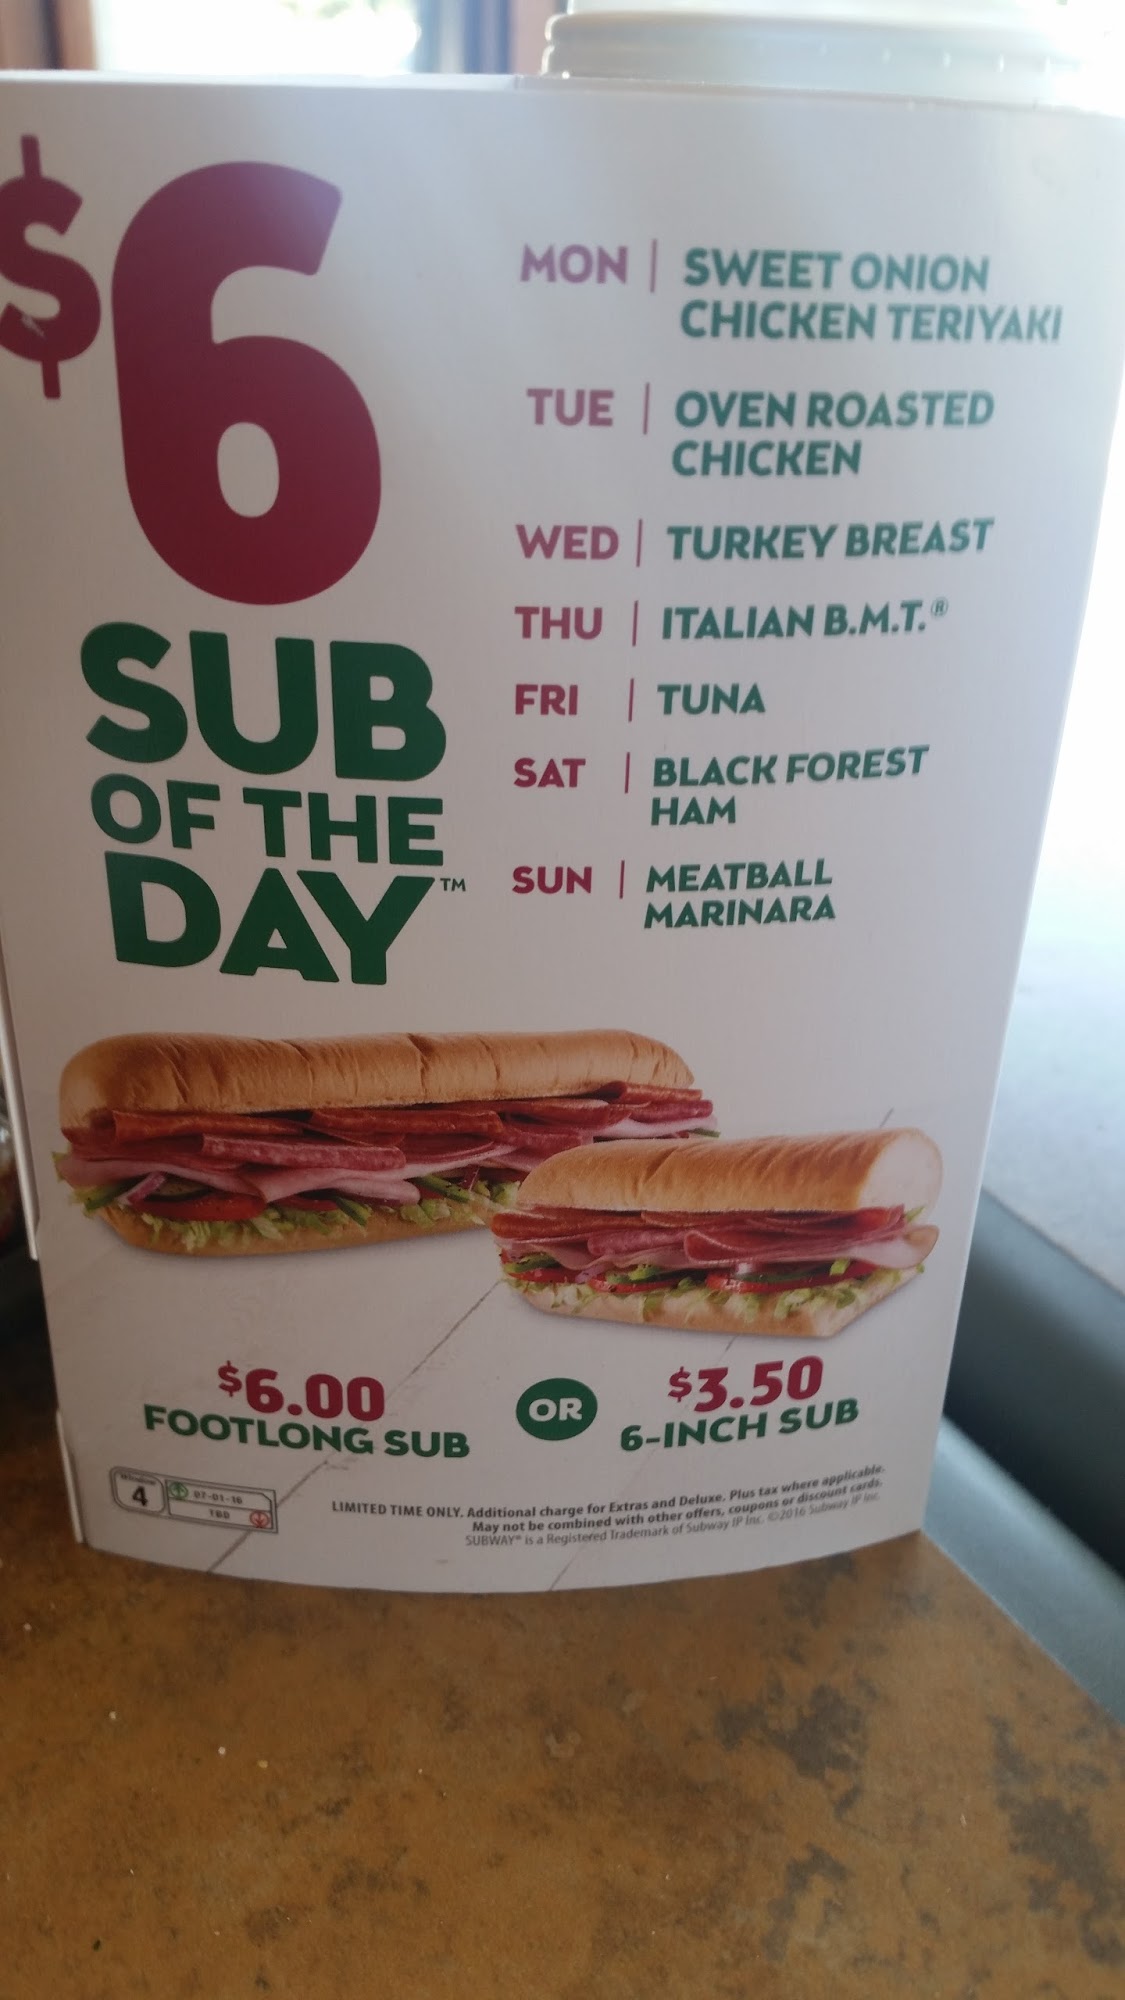 $6
SUB
OF THE
DAY™
MON | SWEET ONION
CHICKEN TERIYAKI
TUE | OVEN ROASTED
CHICKEN
WED | TURKEY BREAST
THU | ITALIAN B.M.T.®
FRI | TUNA
SAT | BLACK FOREST
HAM
SUN | MEATBALL
MARINARA
$6.00
FOOTLONG SUB
OR
$3.50
6-INCH SUB
Window
4
07-01-16
TBD
LIMITED TIME ONLY. Additional charge for Extras and Deluxe. Plus tax where applicable.
May not be combined with other offers, coupons or discount cards.
SUBWAY® is a Registered Trademark of Subway IP Inc. ©2016 Subway IP Inc.